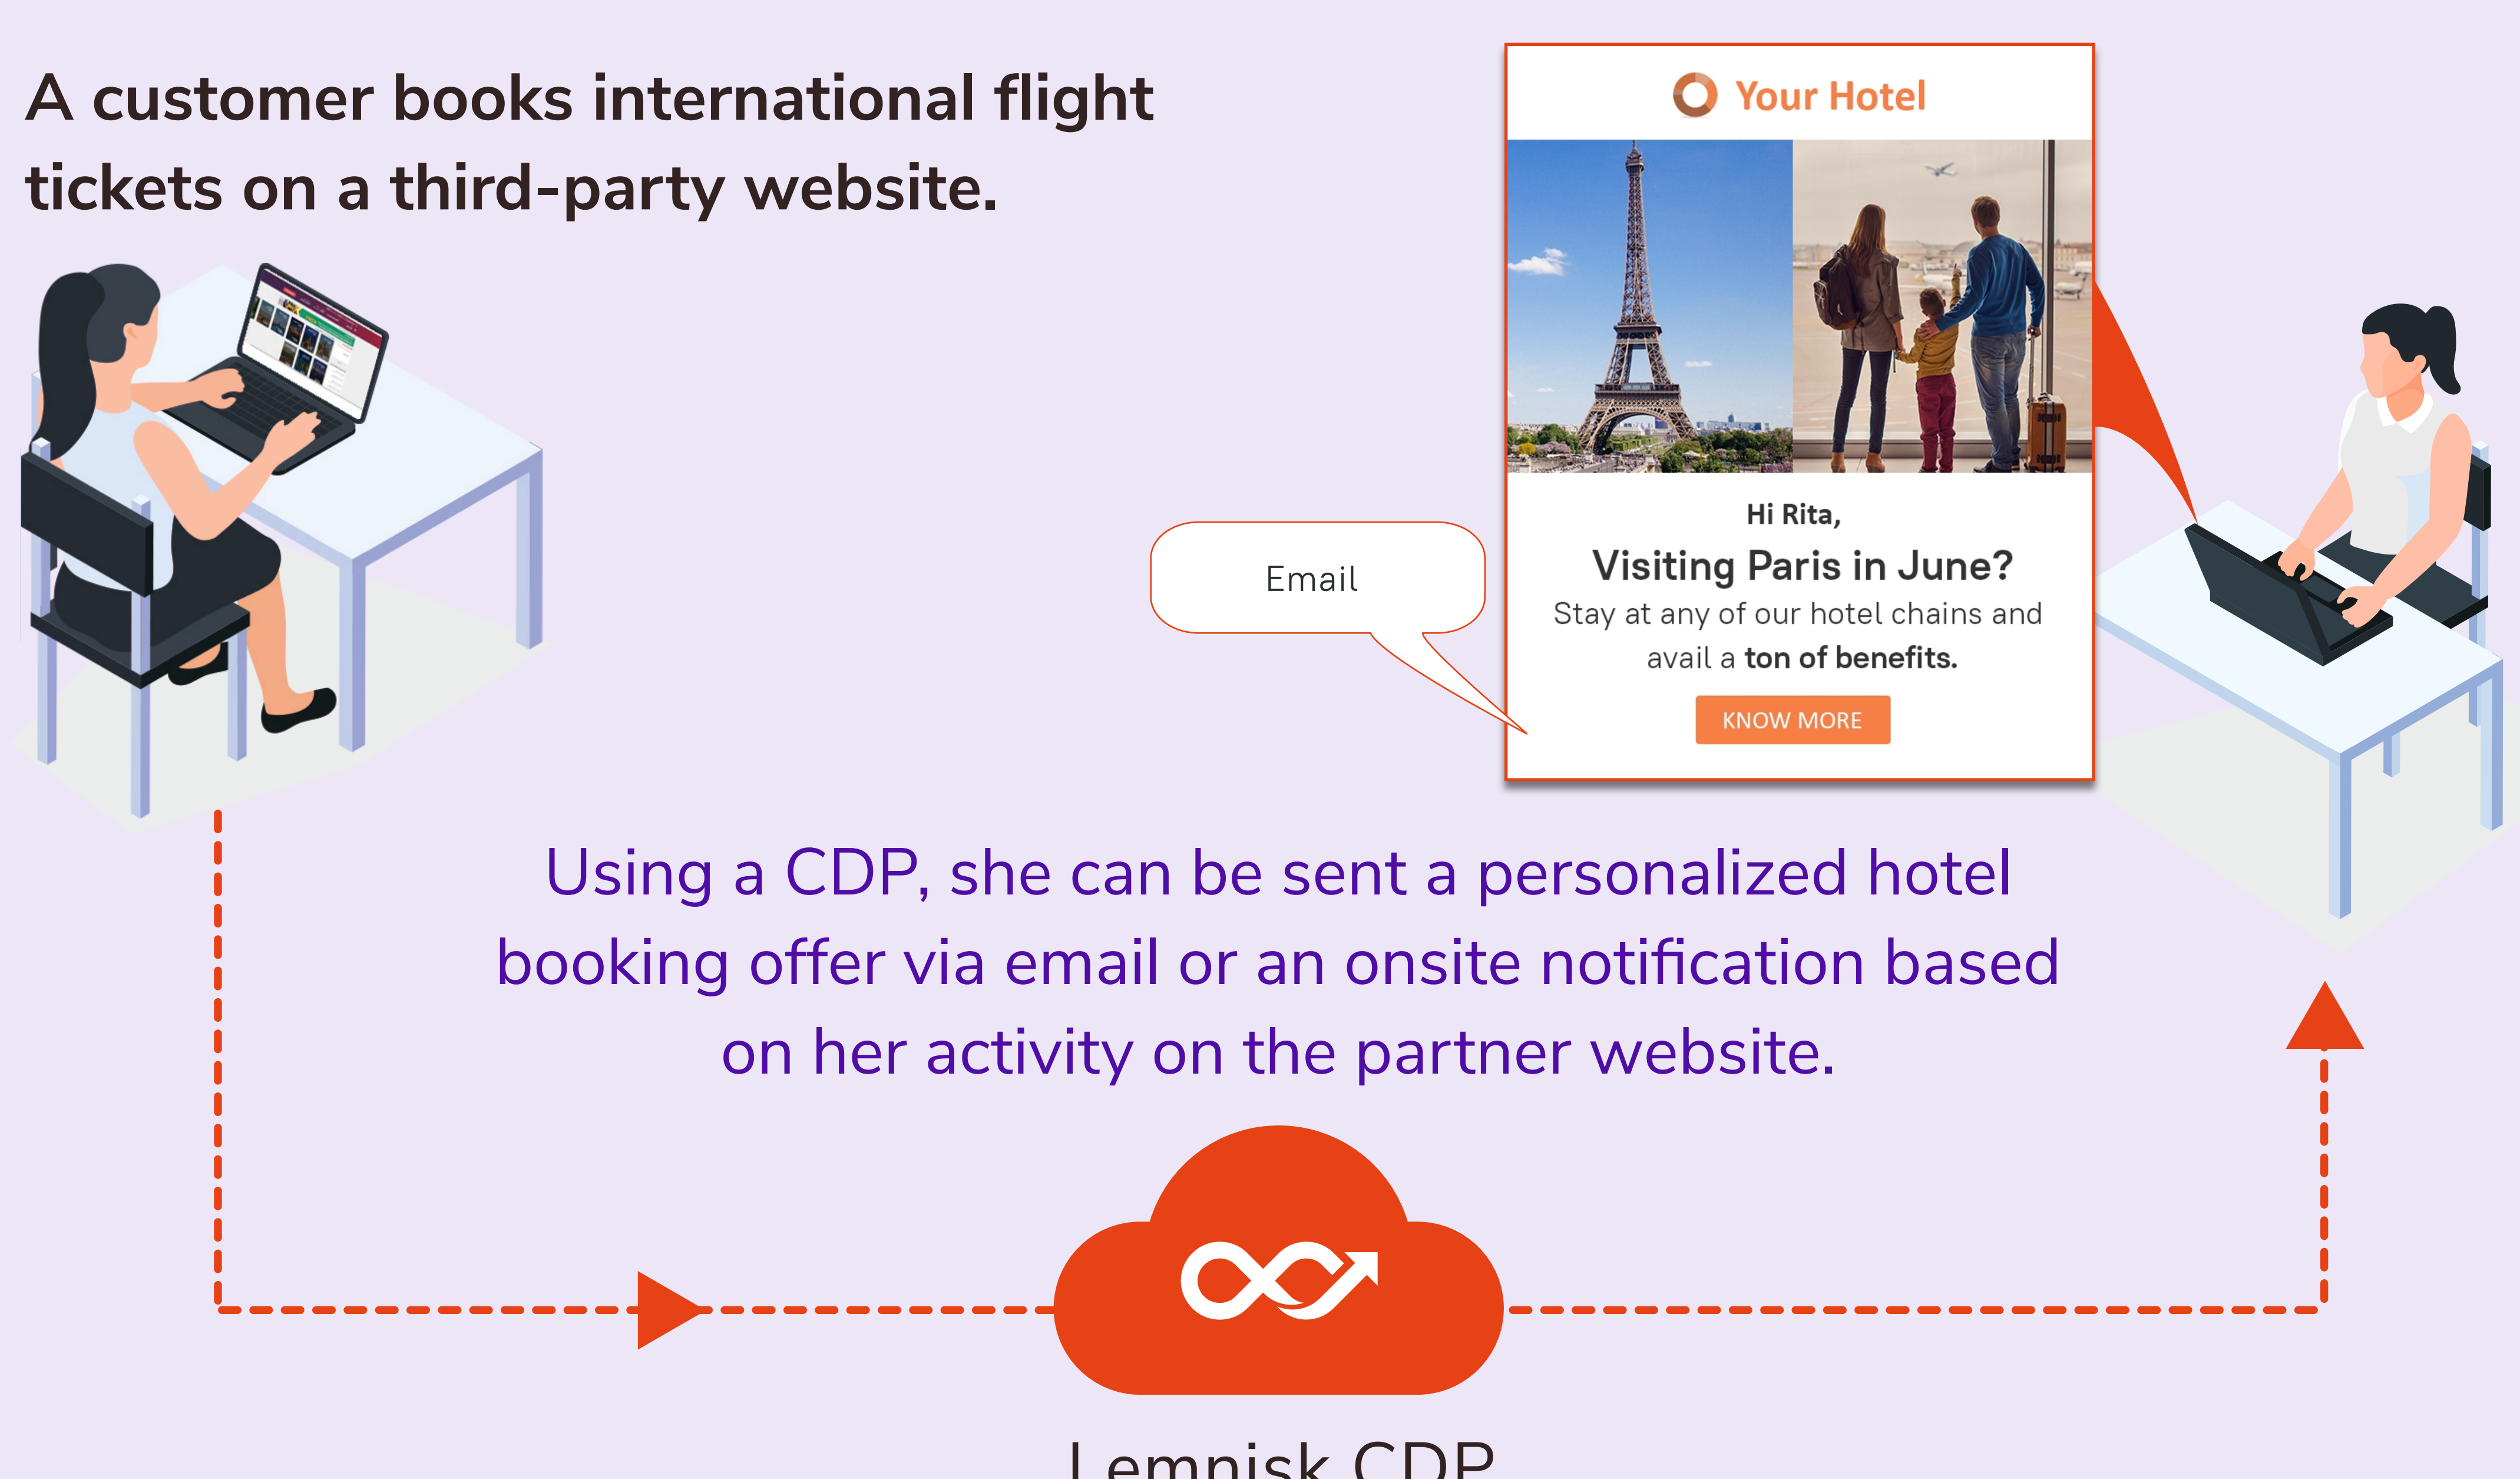 A customer books international flight
tickets on a third-party website.
Your Hotel
Hi Rita,
Visiting Paris in June?
Stay at any of our hotel chains and
avail a ton of benefits.
KNOW MORE
Email
Using a CDP, she can be sent a personalized hotel
booking offer via email or an onsite notification based
on her activity on the partner website.
Lemnisk CDP